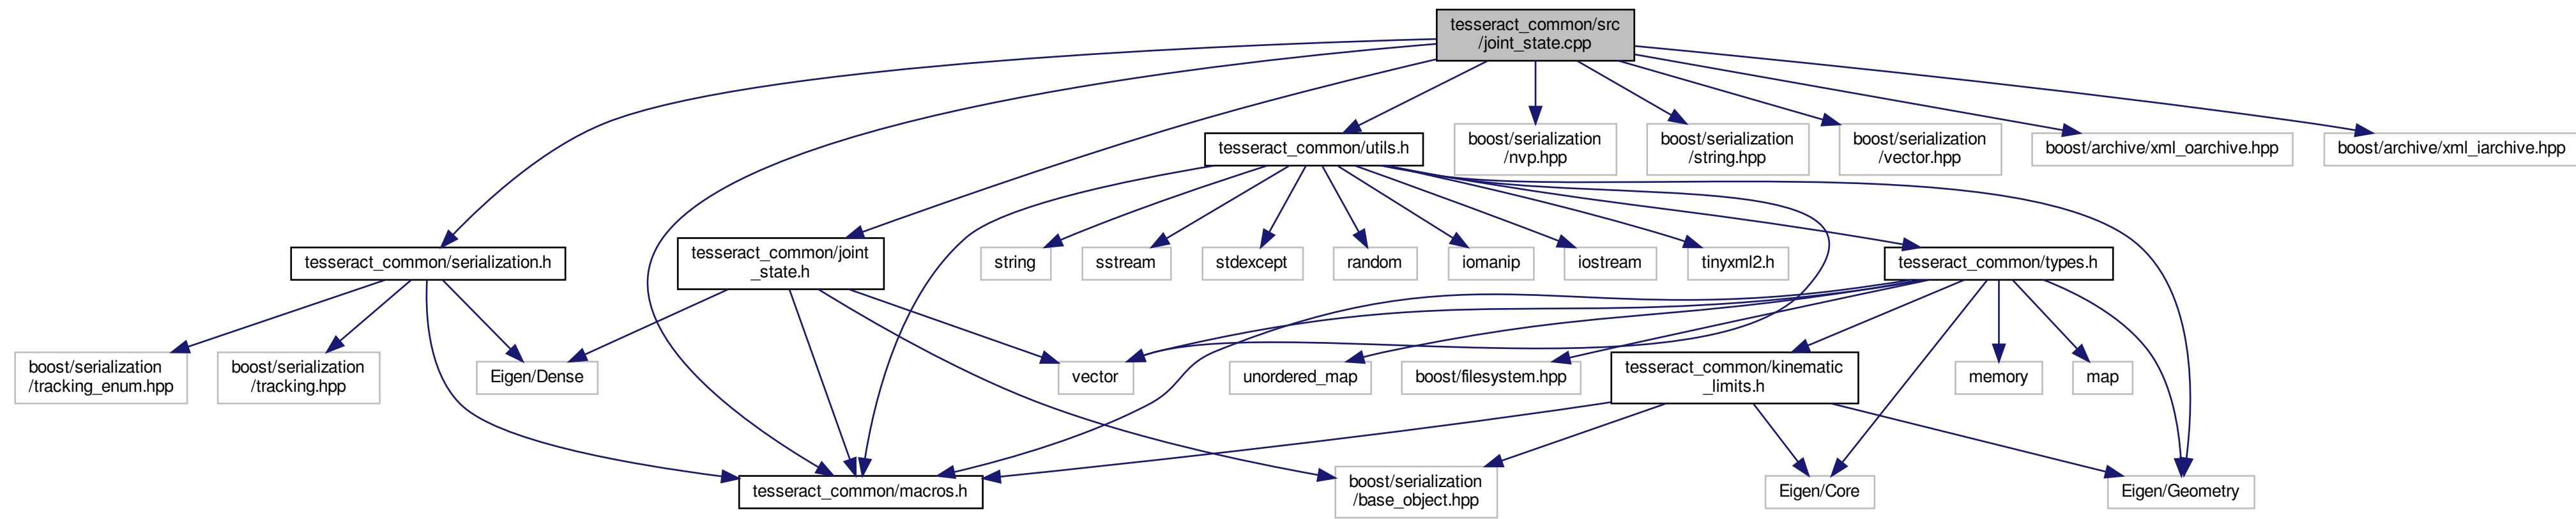 tesseract_common/src
/joint_state.cpp
tesseract_common/utils.h
boost/serialization
/nvp.hpp
boost/serialization
/string.hpp
boost/serialization
/vector.hpp
boost/archive/xml_oarchive.hpp
boost/archive/xml_iarchive.hpp
tesseract_common/serialization.h
tesseract_common/joint
_state.h
string
sstream
stdexcept
random
iomanip
iostream
tinyxml2.h
tesseract_common/types.h
boost/serialization
/tracking_enum.hpp
boost/serialization
/tracking.hpp
Eigen/Dense
vector
unordered_map
boost/filesystem.hpp
tesseract_common/kinematic
_limits.h
memory
map
tesseract_common/macros.h
boost/serialization
/base_object.hpp
Eigen/Core
Eigen/Geometry